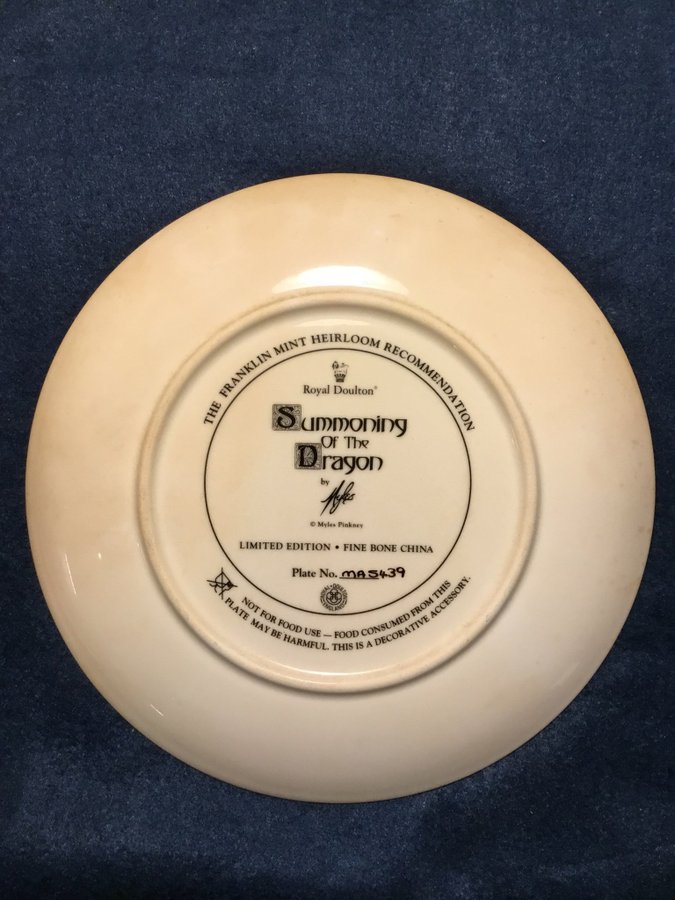 THE FRANKLIN MINT HEIRLOOM RECOMMENDATION
Royal Doulton®
Summoning
Of The
Dragon
by
Myles
© Myles Pinkney
LIMITED EDITION • FINE BONE CHINA
Plate No. MA5439
NOT FOR FOOD USE — FOOD CONSUMED FROM THIS
PLATE MAY BE HARMFUL. THIS IS A DECORATIVE ACCESSORY.